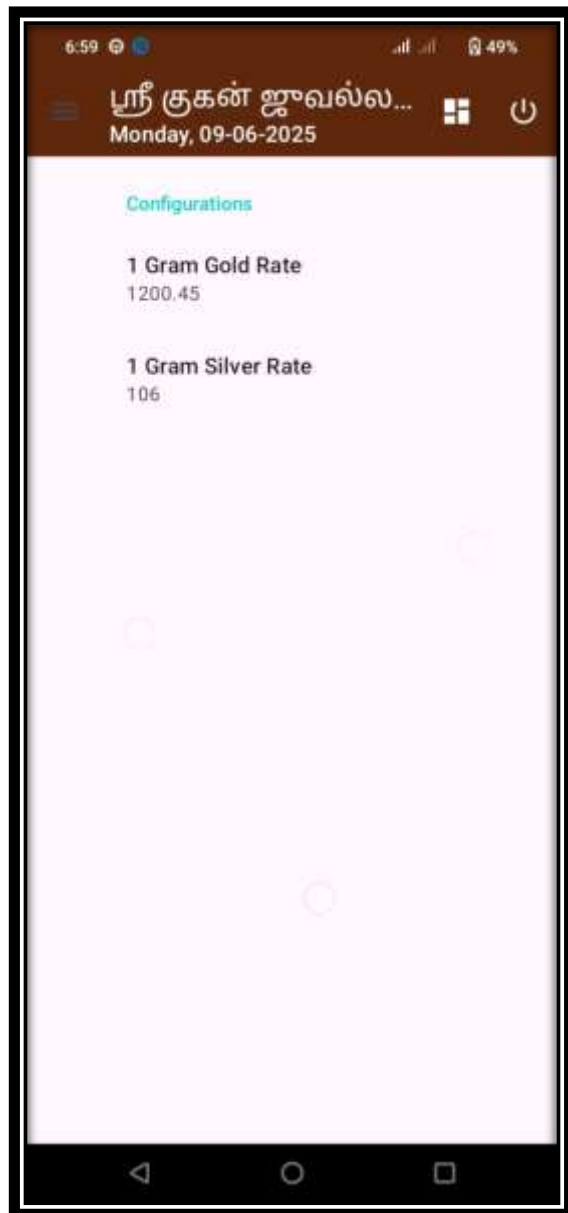 6:59 49%
ஸ்ரீ குகன் ஜுவல்ல...
Monday, 09-06-2025
Configurations
1 Gram Gold Rate
1200.45
1 Gram Silver Rate
106